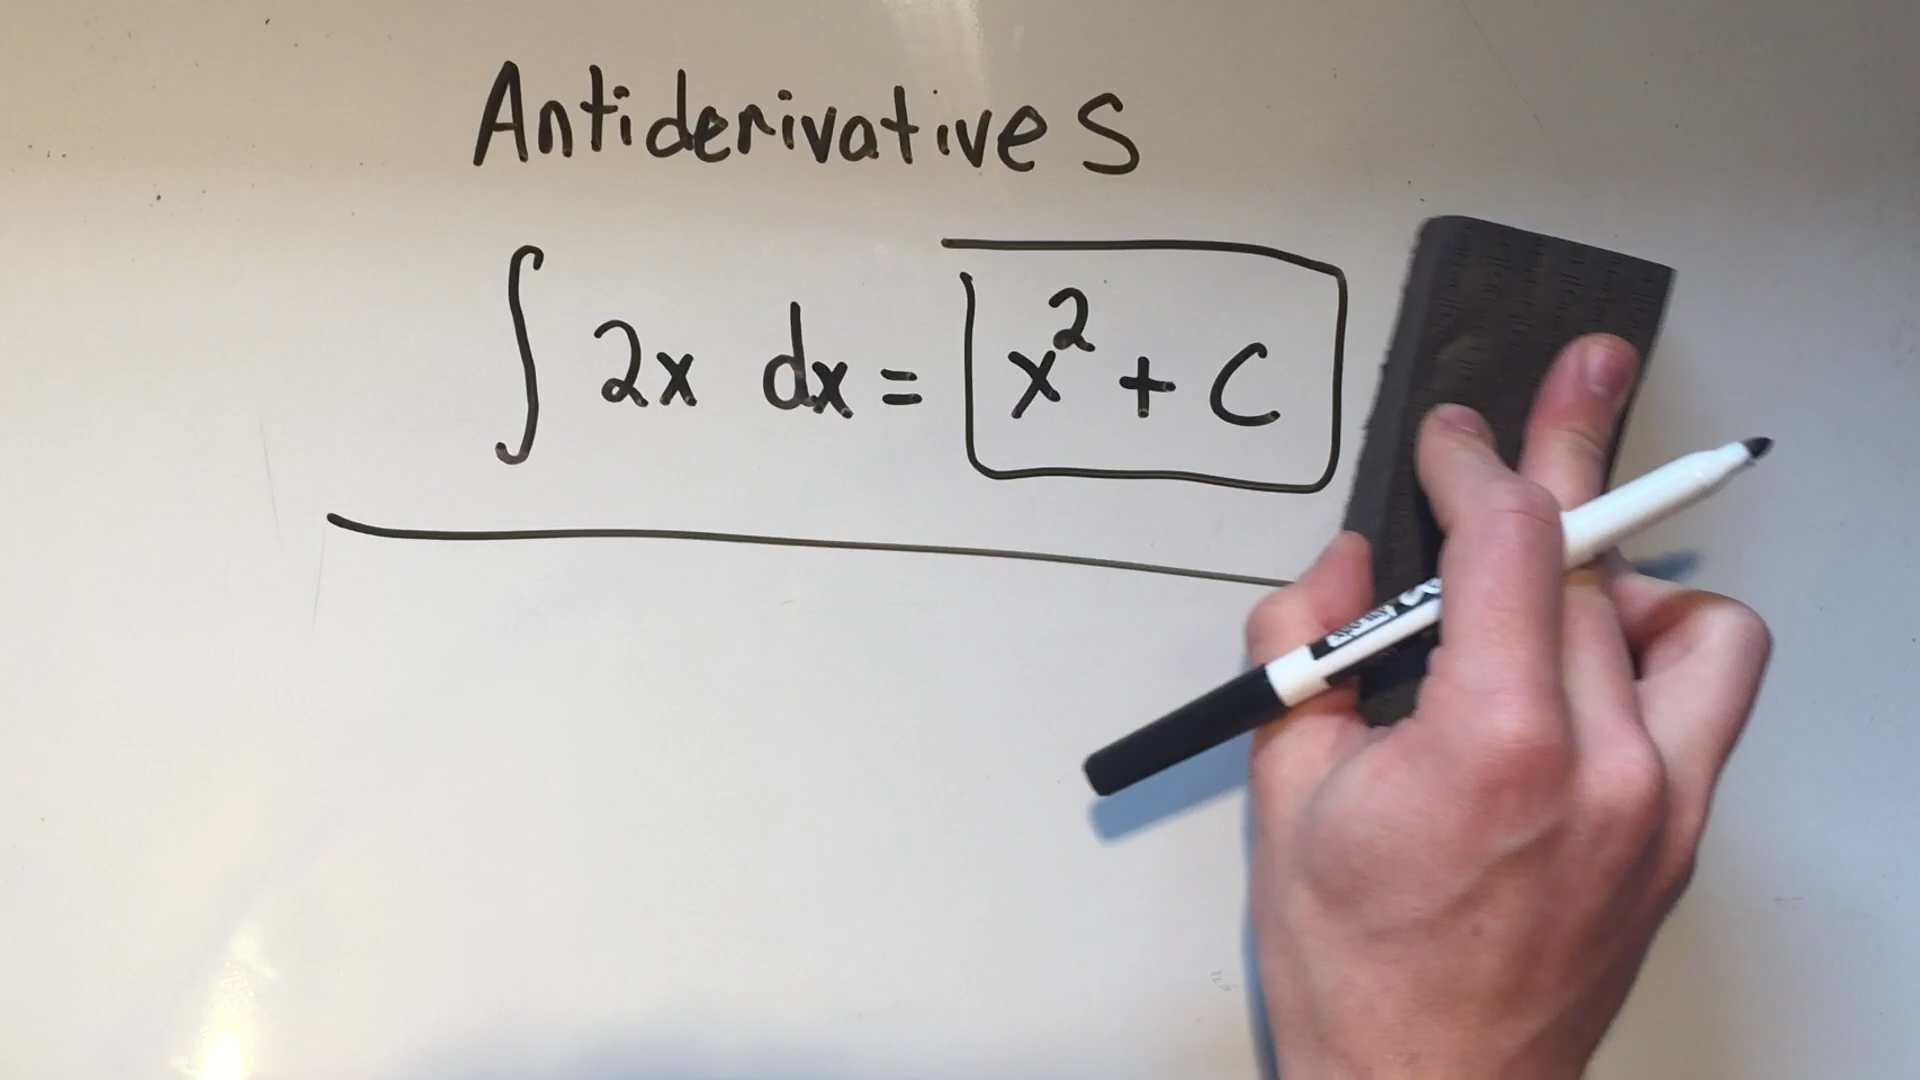 Antiderivatives
∫ 2x dx = x² + C